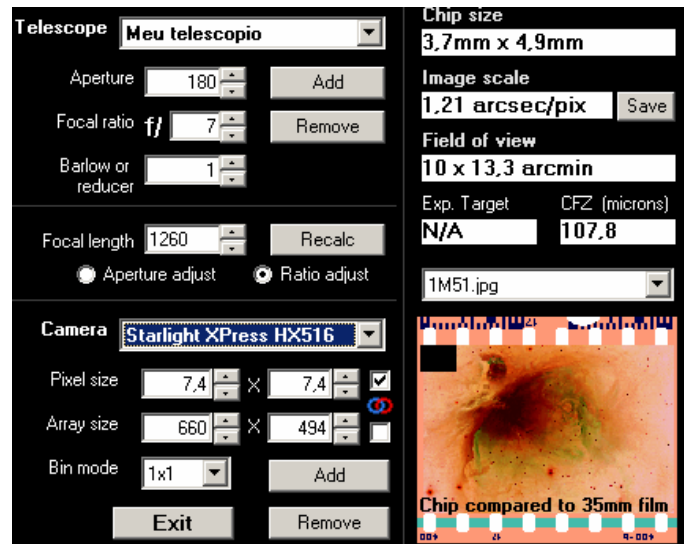 Telescope Meu telescopio
Aperture 180 Add
Focal ratio f/ 7 Remove
Barlow or
reducer 1
Focal length 1260 Recalc
Aperture adjust Ratio adjust
Camera Starlight XPress HX516
Pixel size 7,4 X 7,4
Array size 660 X 494
Bin mode 1x1 Add
Exit Remove
Chip size
3,7mm x 4,9mm
Image scale
1,21 arcsec/pix Save
Field of view
10 x 13,3 arcmin
Exp. Target CFZ (microns)
N/A 107,8
1M51.jpg
Chip compared to 35mm film